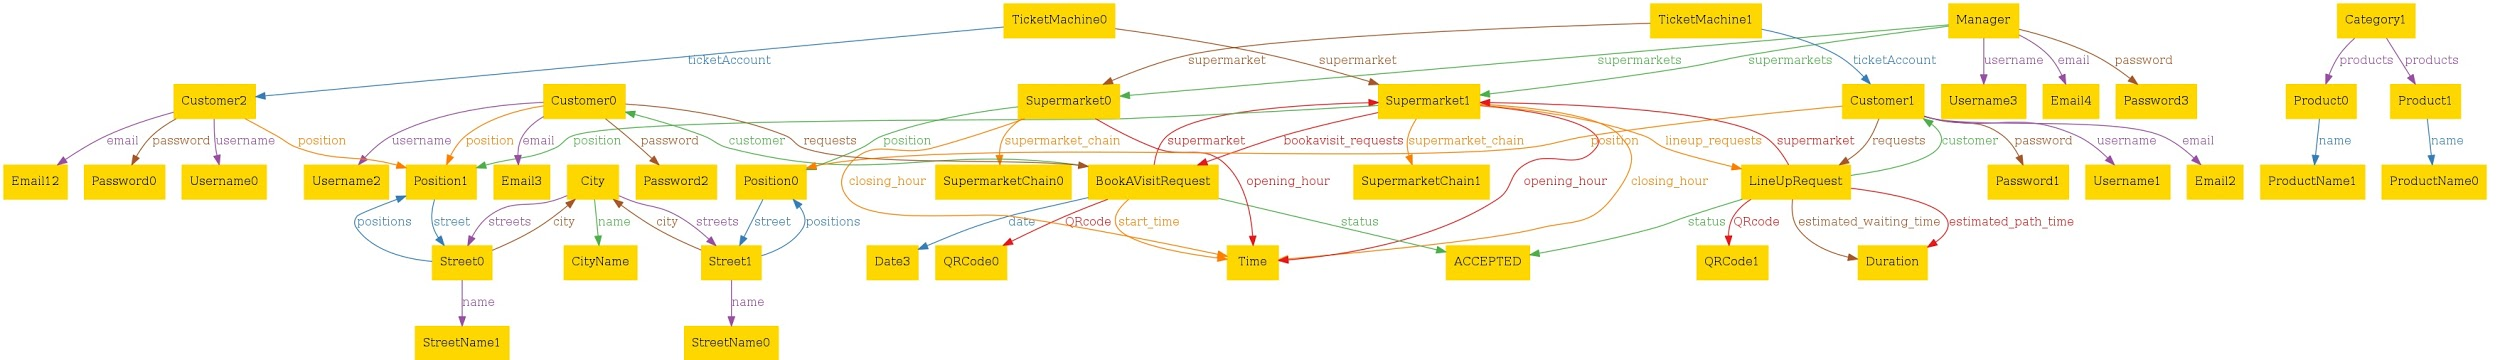 TicketMachine0
TicketMachine1
Manager
Category1
ticketAccount
supermarket
supermarket
supermarkets
supermarkets
ticketAccount
username
email
password
products
products
Customer2
Customer0
Supermarket0
Supermarket1
Customer1
Username3
Email4
Password3
Product0
Product1
email
password
username
position
username
position
email
password
customer
requests
position
position
closing_hour
supermarket_chain
opening_hour
supermarket
bookavisit_requests
opening_hour
supermarket_chain
closing_hour
lineup_requests
position
supermarket
requests
customer
password
username
email
name
name
Email12
Password0
Username0
Username2
Position1
Email3
City
Password2
Position0
SupermarketChain0
BookAVisitRequest
SupermarketChain1
LineUpRequest
Password1
Username1
Email2
ProductName1
ProductName0
positions
street
streets
city
name
city
streets
street
positions
date
QRcode
start_time
status
status
QRcode
estimated_waiting_time
estimated_path_time
Street0
CityName
Street1
Date3
QRCode0
Time
ACCEPTED
QRCode1
Duration
name
name
StreetName1
StreetName0